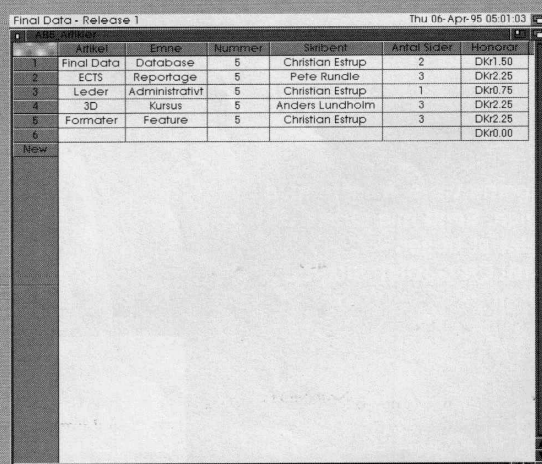 Final Data - Release 1 Thu 06-Apr-95 05:01:03
ABB_Artikler
Artikel Emne Nummer Skribent Antal Sider Honorar
1 Final Data Database 5 Christian Estrup 2 DKr1.50
2 ECTS Reportage 5 Pete Rundle 3 DKr2.25
3 Leder Administrativt 5 Christian Estrup 1 DKr0.75
4 3D Kursus 5 Anders Lundholm 3 DKr2.25
5 Formater Feature 5 Christian Estrup 3 DKr2.25
6 DKr0.00
New